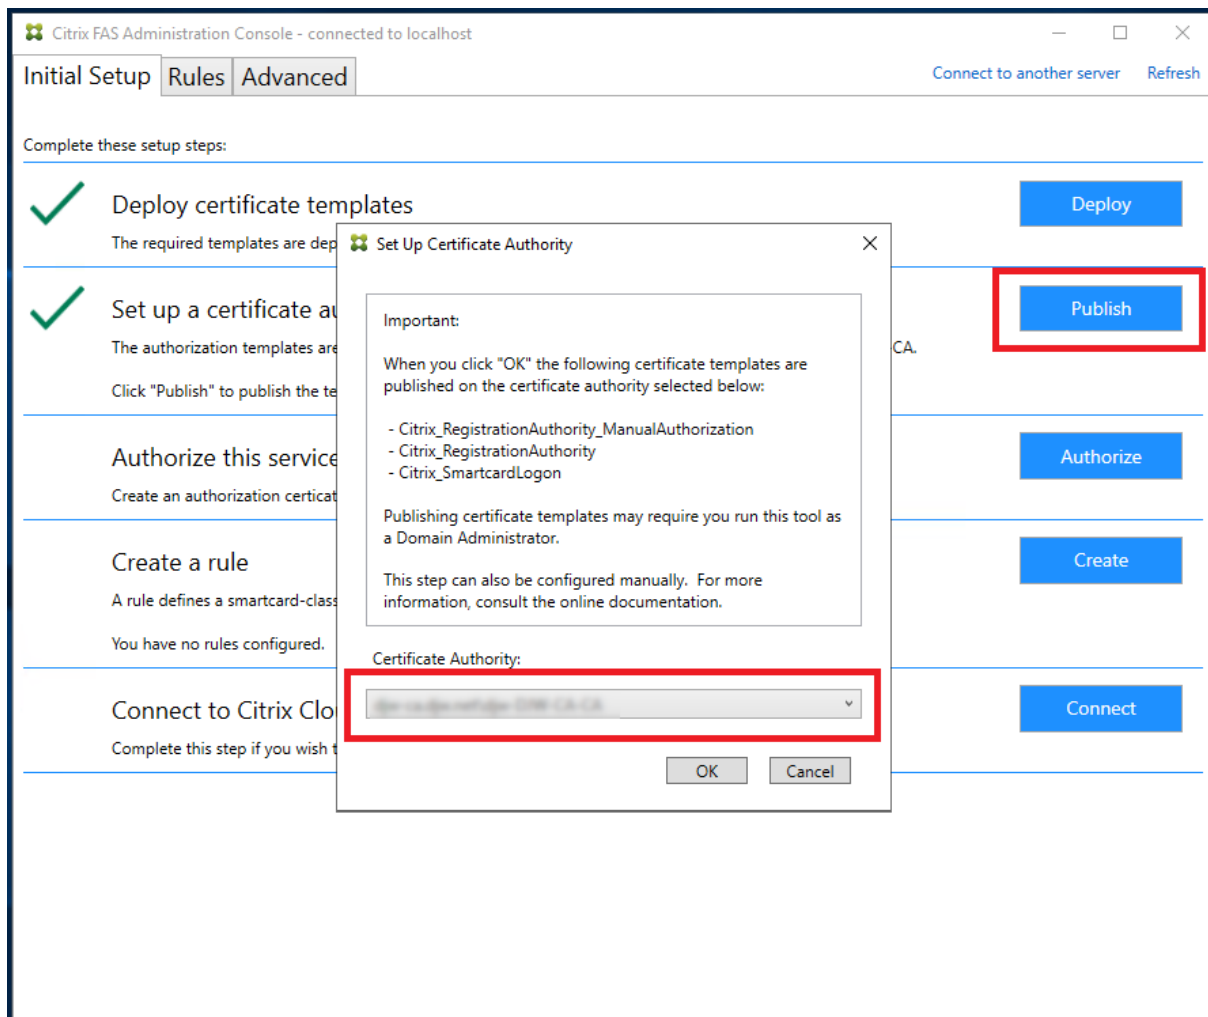 Citrix FAS Administration Console - connected to localhost
Initial Setup Rules Advanced
Connect to another server Refresh
Complete these setup steps:
Deploy certificate templates
Deploy
The required templates are dep
Set up a certificate au
Publish
The authorization templates are
CA.
Click "Publish" to publish the te
Authorize this service
Authorize
Create an authorization certicat
Create a rule
Create
A rule defines a smartcard-class
You have no rules configured.
Connect to Citrix Clo
Connect
Complete this step if you wish t
Set Up Certificate Authority
Important:
When you click "OK" the following certificate templates are
published on the certificate authority selected below:
- Citrix_RegistrationAuthority_ManualAuthorization
- Citrix_RegistrationAuthority
- Citrix_SmartcardLogon
Publishing certificate templates may require you run this tool as
a Domain Administrator.
This step can also be configured manually. For more
information, consult the online documentation.
Certificate Authority:
OK Cancel